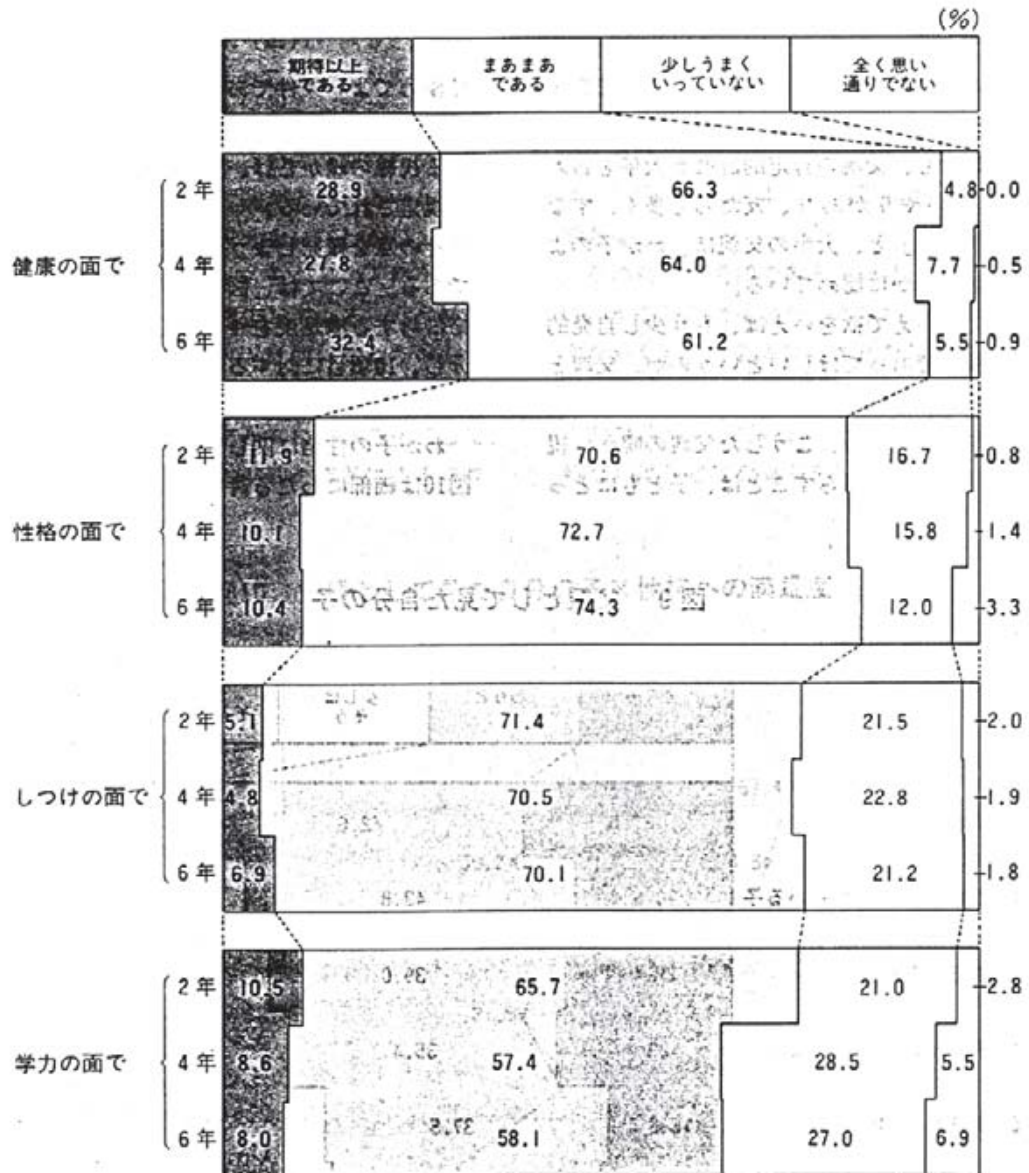 (%)
期待以上
である
まあまあ
である
少しうまく
いっていない
全く思い
通りでない
健康の面で
2年 28.9 66.3 4.8 0.0
4年 27.8 64.0 7.7 0.5
6年 32.4 61.2 5.5 0.9
性格の面で
2年 11.9 70.6 16.7 0.8
4年 10.1 72.7 15.8 1.4
6年 10.4 74.3 12.0 3.3
しつけの面で
2年 5.1 71.4 21.5 2.0
4年 4.8 70.5 22.8 1.9
6年 6.9 70.1 21.2 1.8
学力の面で
2年 10.5 65.7 21.0 2.8
4年 8.6 57.4 28.5 5.5
6年 8.0 58.1 27.0 6.9